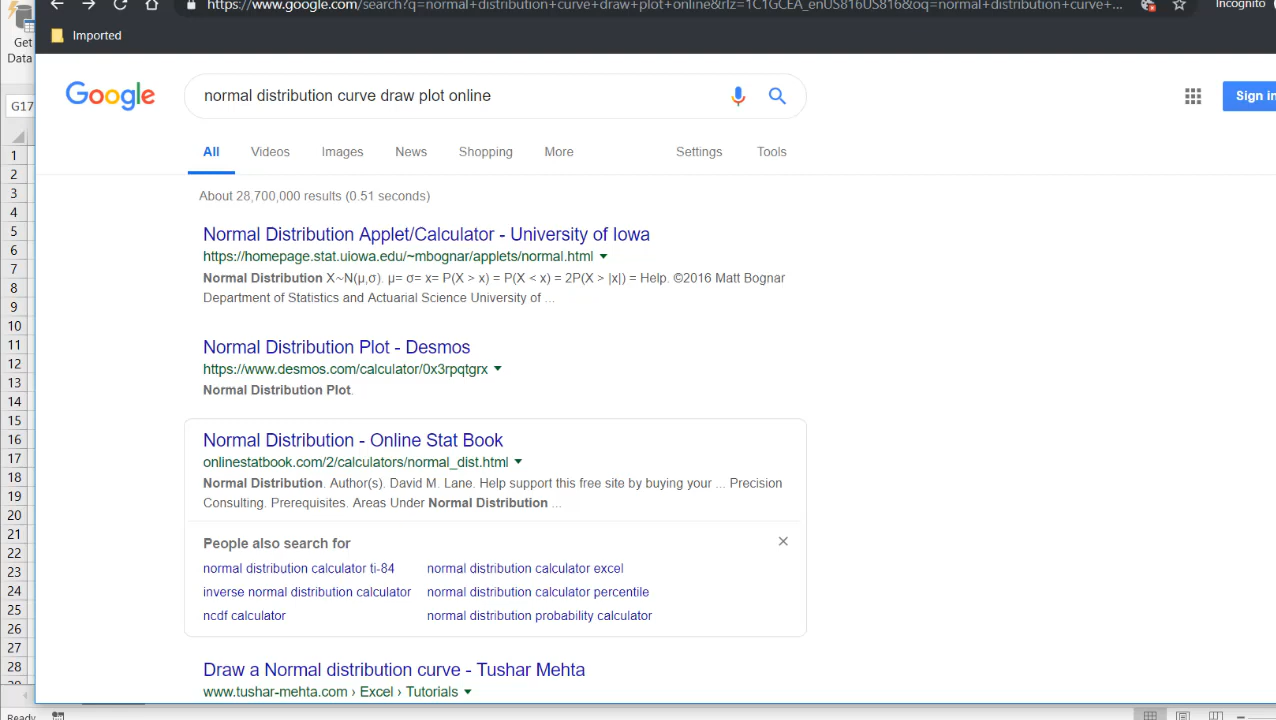 https://www.google.com/search?q=normal+distribution+curve+draw+plot+online&rlz=1C1GCEA_enUS816US816&oq=normal+distribution+curve+...
Incognito
Get
Data
Imported
Google
normal distribution curve draw plot online
Sign in
G17
All Videos Images News Shopping More Settings Tools
About 28,700,000 results (0.51 seconds)
Normal Distribution Applet/Calculator - University of Iowa
https://homepage.stat.uiowa.edu/~mbognar/applets/normal.html
Normal Distribution X~N(μ,σ). μ= σ= x= P(X > x) = P(X < x) = 2P(X > |x|) = Help. ©2016 Matt Bognar
Department of Statistics and Actuarial Science University of ...
Normal Distribution Plot - Desmos
https://www.desmos.com/calculator/0x3rpqtgrx
Normal Distribution Plot.
Normal Distribution - Online Stat Book
onlinestatbook.com/2/calculators/normal_dist.html
Normal Distribution. Author(s). David M. Lane. Help support this free site by buying your ... Precision
Consulting. Prerequisites. Areas Under Normal Distribution ...
People also search for
normal distribution calculator ti-84 normal distribution calculator excel
inverse normal distribution calculator normal distribution calculator percentile
ncdf calculator normal distribution probability calculator
Draw a Normal distribution curve - Tushar Mehta
www.tushar-mehta.com › Excel › Tutorials
1
2
3
4
5
6
7
8
9
10
11
12
13
14
15
16
17
18
19
20
21
22
23
24
25
26
27
28
Ready